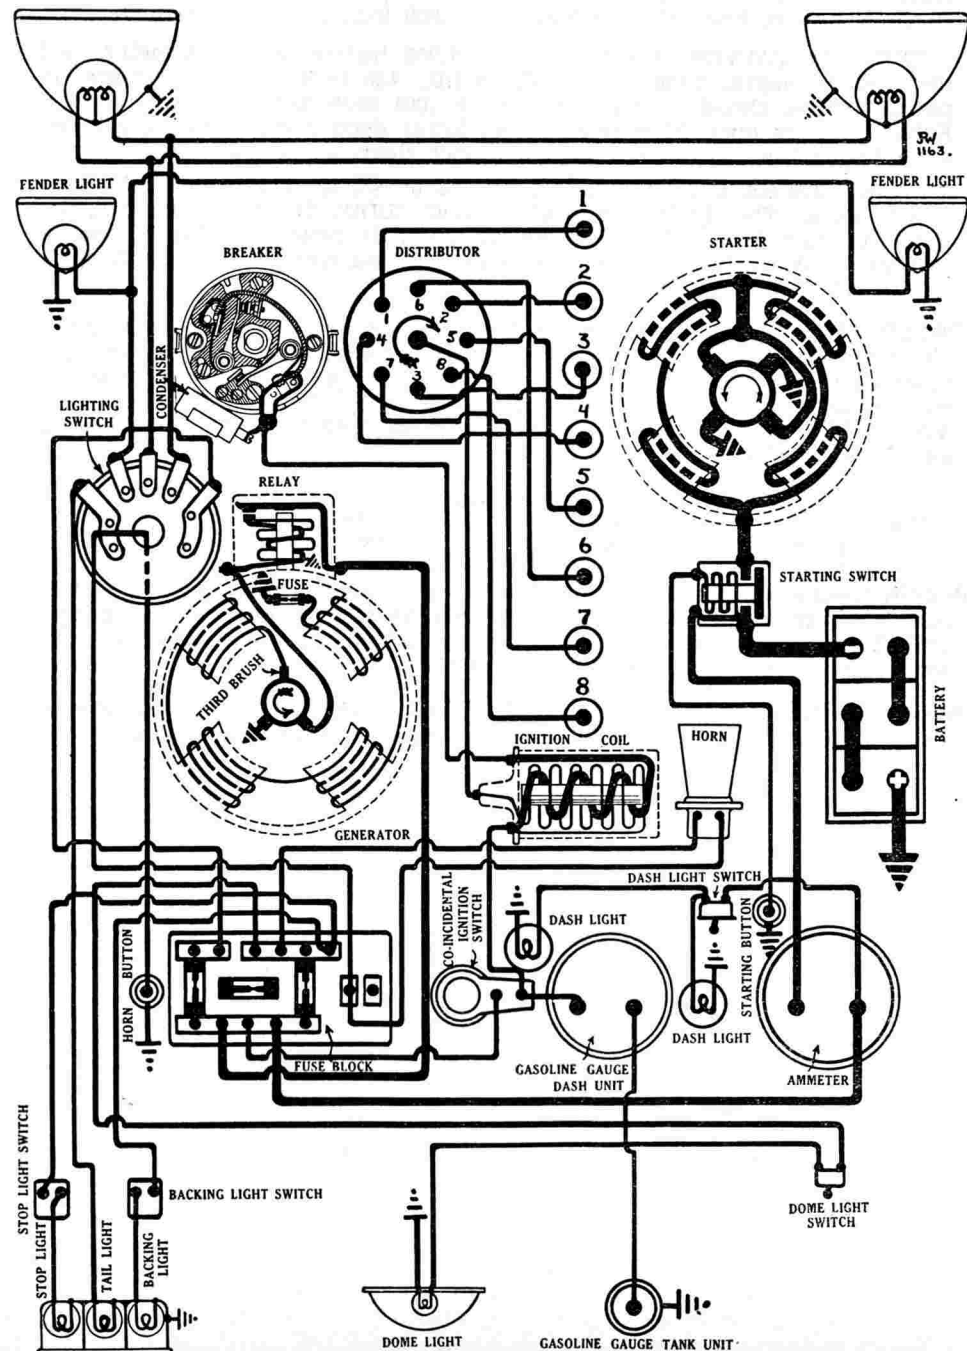 JRW
1163.
FENDER LIGHT
FENDER LIGHT
BREAKER
DISTRIBUTOR
STARTER
1
2
3
4
5
6
7
8
1
6
2
4
5
7
3
8
CONDENSER
LIGHTING
SWITCH
RELAY
FUSE
STARTING SWITCH
THIRD BRUSH
BATTERY
IGNITION COIL
HORN
GENERATOR
DASH LIGHT SWITCH
CO-INCIDENTAL
IGNITION
SWITCH
DASH LIGHT
STARTING BUTTON
HORN BUTTON
FUSE BLOCK
GASOLINE GAUGE
DASH UNIT
DASH LIGHT
AMMETER
STOP LIGHT SWITCH
BACKING LIGHT SWITCH
DOME LIGHT
SWITCH
STOP LIGHT
TAIL LIGHT
BACKING
LIGHT
DOME LIGHT
GASOLINE GAUGE TANK UNIT